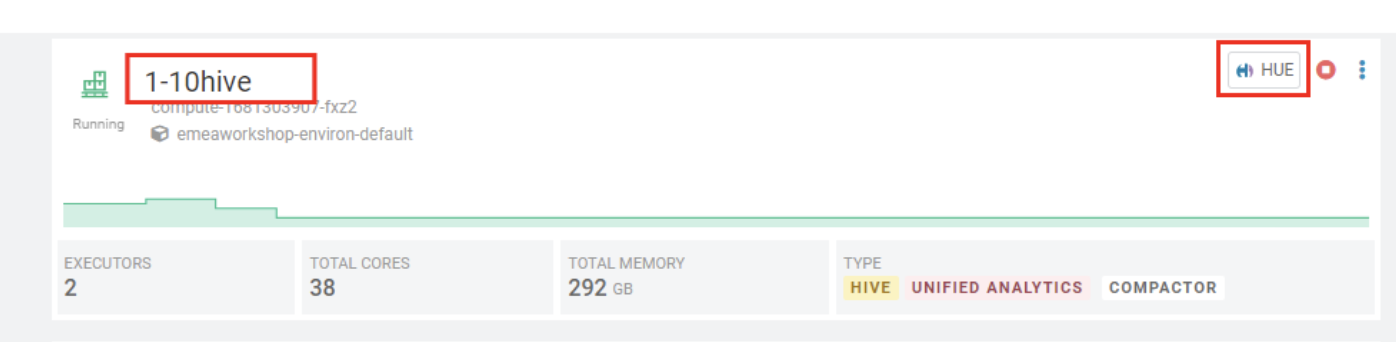 1-10hive
HUE
compute-1681303907-fxz2
Running
emeaworkshop-environ-default
EXECUTORS
2
TOTAL CORES
38
TOTAL MEMORY
292 GB
TYPE
HIVE UNIFIED ANALYTICS COMPACTOR